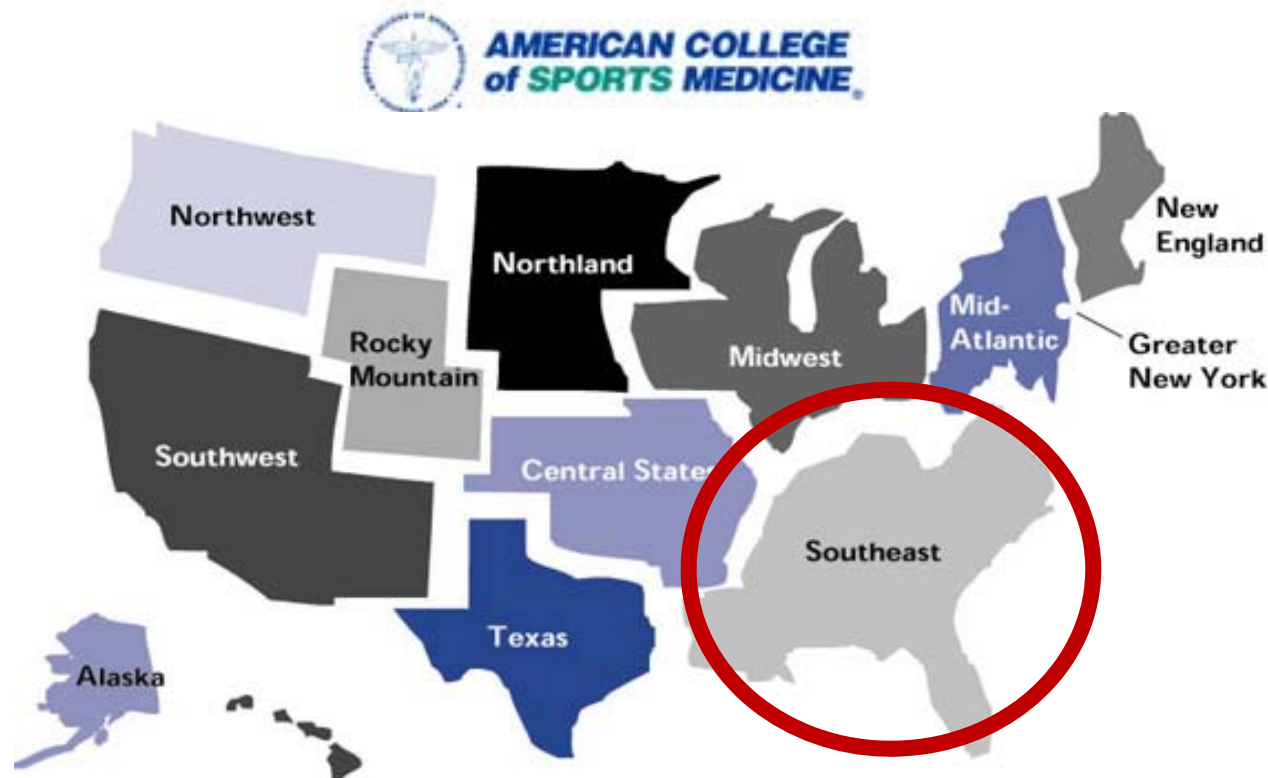 AMERICAN COLLEGE
of SPORTS MEDICINE®
Northwest
Northland
New
England
Rocky
Mountain
Midwest
Mid-
Atlantic
Greater
New York
Southwest
Central States
Southeast
Texas
Alaska